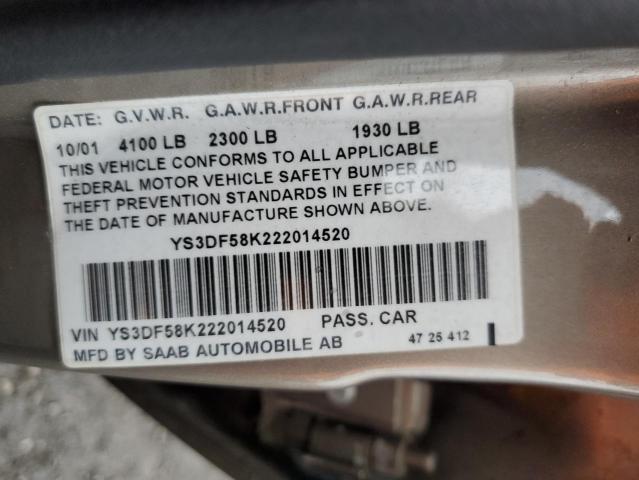 DATE: G.V.W.R. G.A.W.R.FRONT G.A.W.R.REAR
10/01 4100 LB 2300 LB 1930 LB
THIS VEHICLE CONFORMS TO ALL APPLICABLE
FEDERAL MOTOR VEHICLE SAFETY BUMPER AND
THEFT PREVENTION STANDARDS IN EFFECT ON
THE DATE OF MANUFACTURE SHOWN ABOVE.
YS3DF58K222014520
VIN YS3DF58K222014520 PASS. CAR
MFD BY SAAB AUTOMOBILE AB 47 25 412